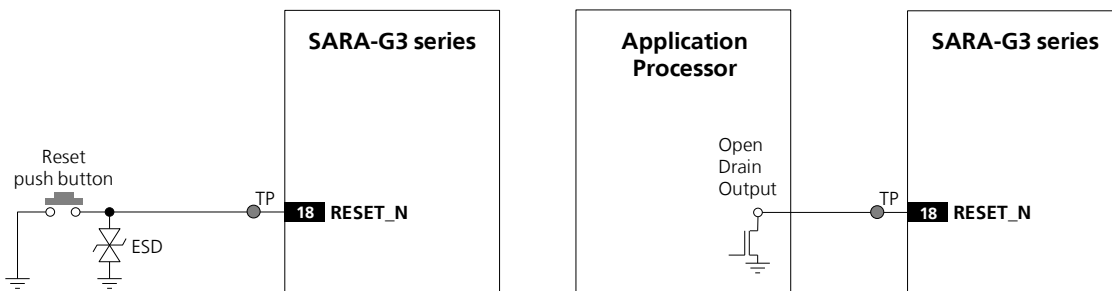 SARA-G3 series
Reset
push button
ESD
TP
18 RESET_N
Application
Processor
Open
Drain
Output
SARA-G3 series
TP
18 RESET_N